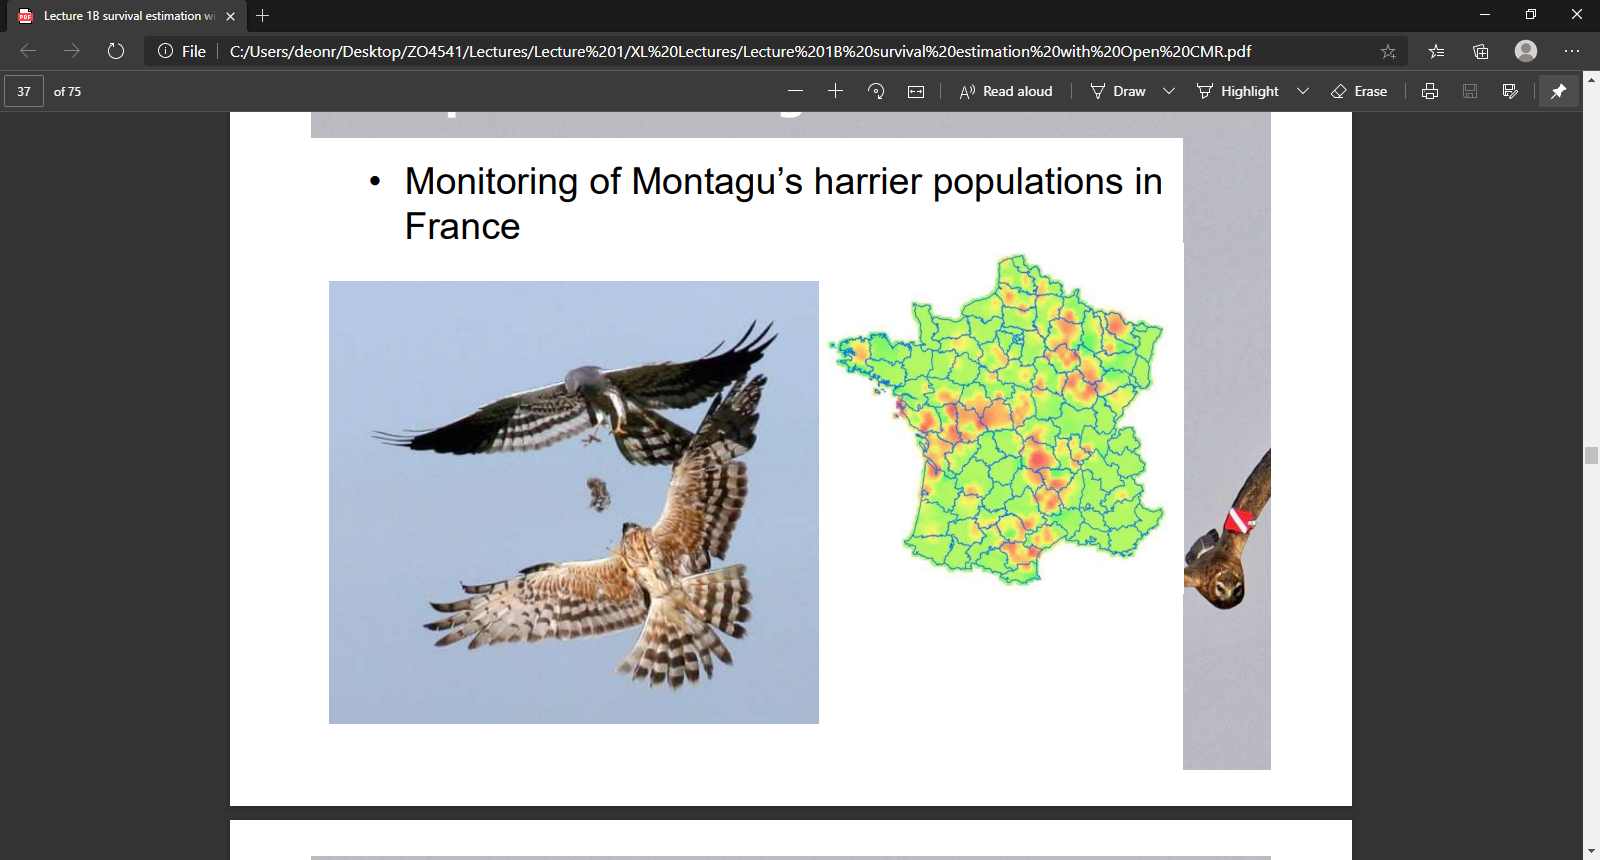 Lecture 1B survival estimation wi
File
C:/Users/deonr/Desktop/ZO4541/Lectures/Lecture%201/XL%20Lectures/Lecture%201B%20survival%20estimation%20with%20Open%20CMR.pdf
37 of 75
Read aloud
Draw
Highlight
Erase
• Monitoring of Montagu’s harrier populations in
France